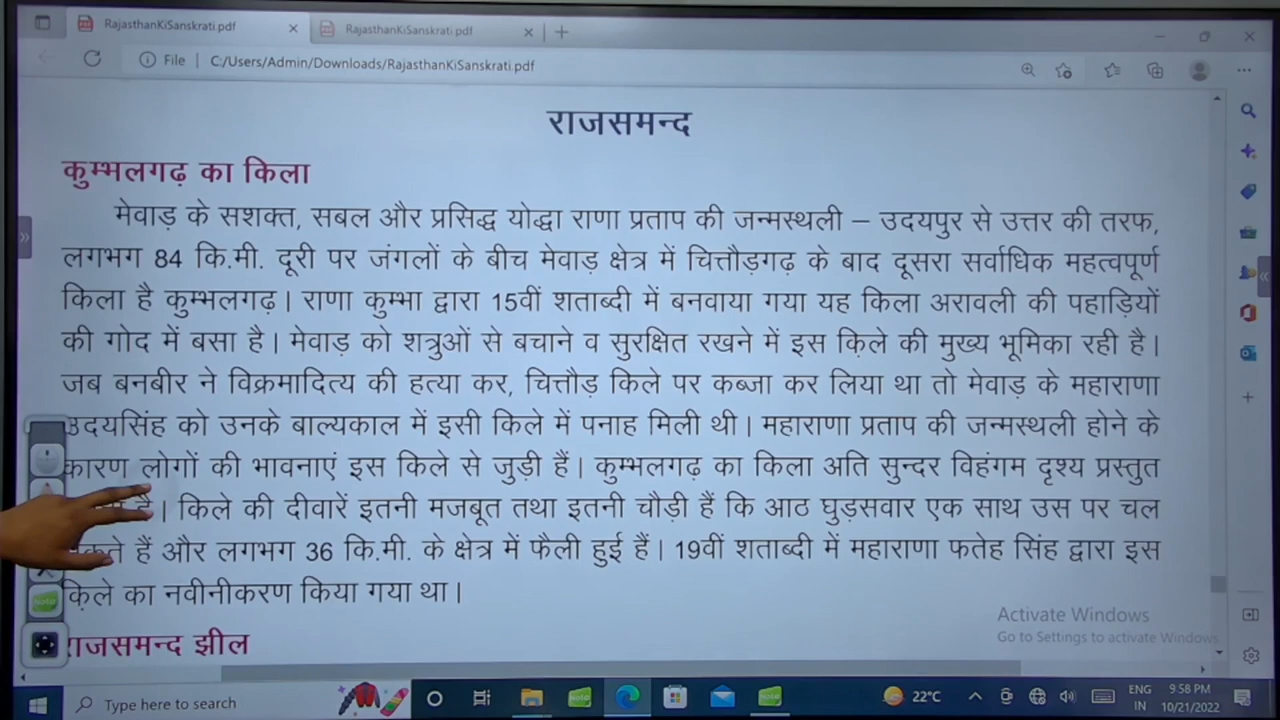 RajasthanKiSanskrati.pdf
RajasthanKiSanskrati.pdf
File
C:/Users/Admin/Downloads/RajasthanKiSanskrati.pdf
राजसमन्द
कुम्भलगढ़ का किला
मेवाड़ के सशक्त, सबल और प्रसिद्ध योद्धा राणा प्रताप की जन्मस्थली – उदयपुर से उत्तर की तरफ,
लगभग 84 कि.मी. दूरी पर जंगलों के बीच मेवाड़ क्षेत्र में चित्तौड़गढ़ के बाद दूसरा सर्वाधिक महत्वपूर्ण
किला है कुम्भलगढ़। राणा कुम्भा द्वारा 15वीं शताब्दी में बनवाया गया यह किला अरावली की पहाड़ियों
की गोद में बसा है। मेवाड़ को शत्रुओं से बचाने व सुरक्षित रखने में इस क़िले की मुख्य भूमिका रही है।
जब बनबीर ने विक्रमादित्य की हत्या कर, चित्तौड़ किले पर कब्जा कर लिया था तो मेवाड़ के महाराणा
उदयसिंह को उनके बाल्यकाल में इसी किले में पनाह मिली थी। महाराणा प्रताप की जन्मस्थली होने के
कारण लोगों की भावनाएं इस किले से जुड़ी हैं। कुम्भलगढ़ का किला अति सुन्दर विहंगम दृश्य प्रस्तुत
है। किले की दीवारें इतनी मजबूत तथा इतनी चौड़ी हैं कि आठ घुड़सवार एक साथ उस पर चल
हैं और लगभग 36 कि.मी. के क्षेत्र में फैली हुई हैं। 19वीं शताब्दी में महाराणा फतेह सिंह द्वारा इस
क़िले का नवीनीकरण किया गया था।
राजसमन्द झील
Activate Windows
Go to Settings to activate Windows.
Type here to search
22°C
ENG
IN
9:58 PM
10/21/2022